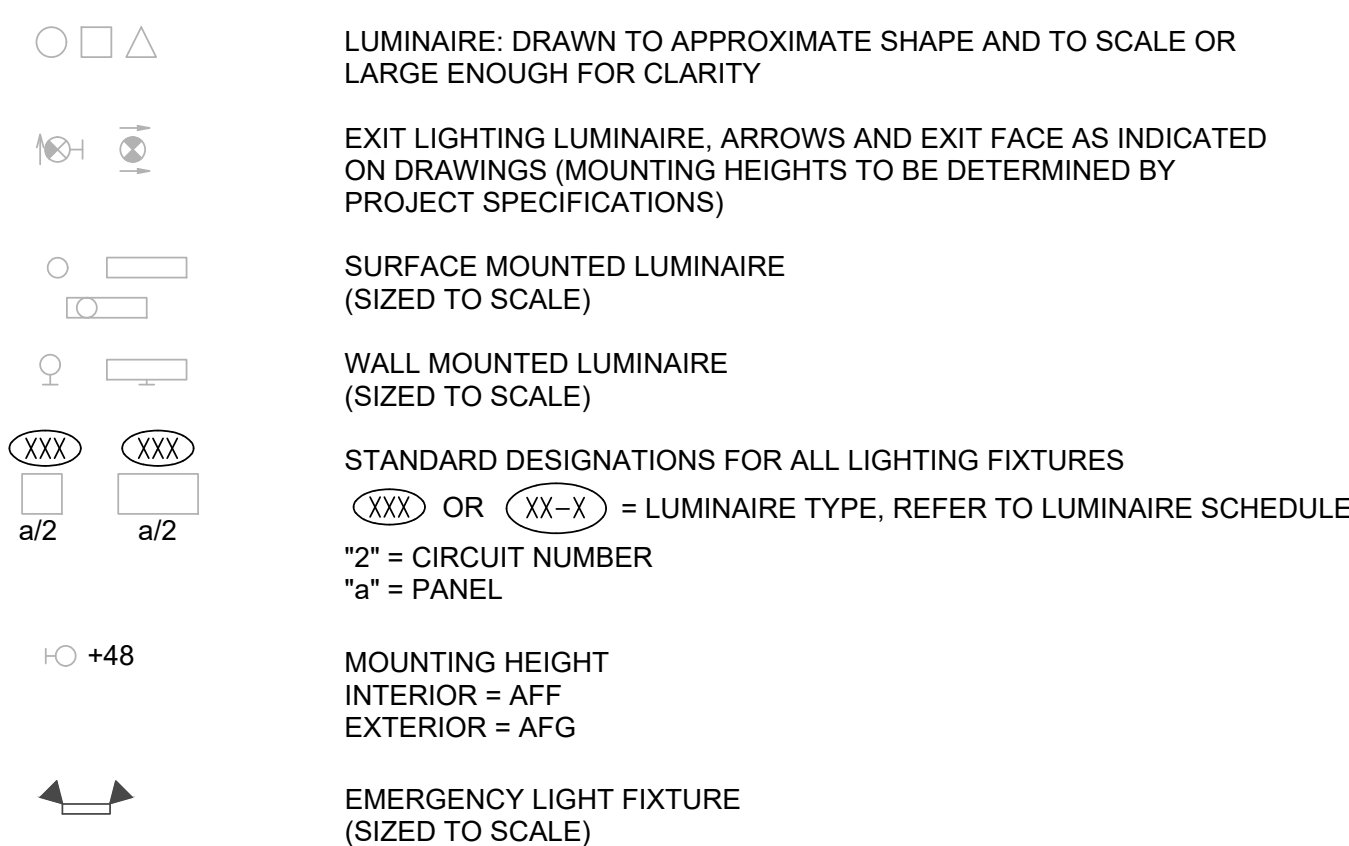 LUMINAIRE: DRAWN TO APPROXIMATE SHAPE AND TO SCALE OR
LARGE ENOUGH FOR CLARITY
EXIT LIGHTING LUMINAIRE, ARROWS AND EXIT FACE AS INDICATED
ON DRAWINGS (MOUNTING HEIGHTS TO BE DETERMINED BY
PROJECT SPECIFICATIONS)
SURFACE MOUNTED LUMINAIRE
(SIZED TO SCALE)
WALL MOUNTED LUMINAIRE
(SIZED TO SCALE)
XXX XXX
a/2 a/2
STANDARD DESIGNATIONS FOR ALL LIGHTING FIXTURES
XXX OR XX-X = LUMINAIRE TYPE, REFER TO LUMINAIRE SCHEDULE
"2" = CIRCUIT NUMBER
"a" = PANEL
+48
MOUNTING HEIGHT
INTERIOR = AFF
EXTERIOR = AFG
EMERGENCY LIGHT FIXTURE
(SIZED TO SCALE)